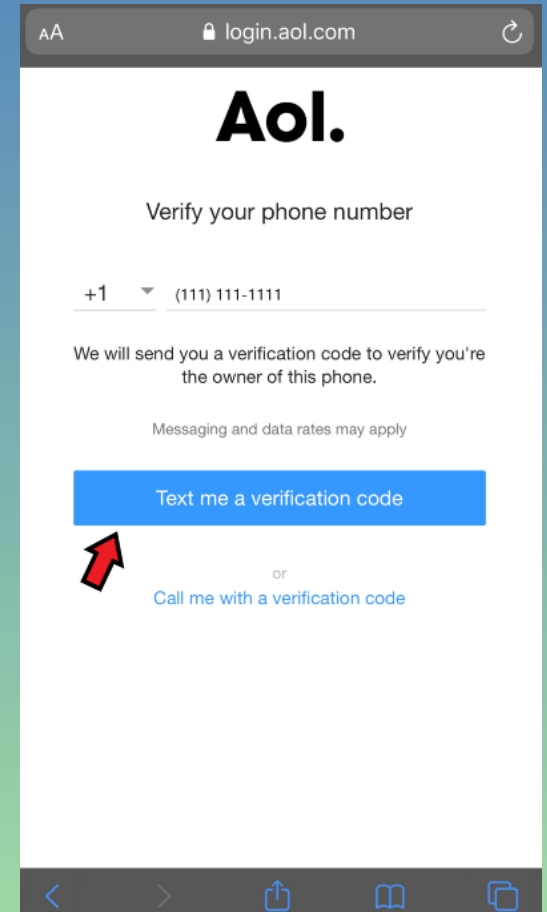 AA login.aol.com
Aol.
Verify your phone number
+1 (111) 111-1111
We will send you a verification code to verify you're
the owner of this phone.
Messaging and data rates may apply
Text me a verification code
or
Call me with a verification code